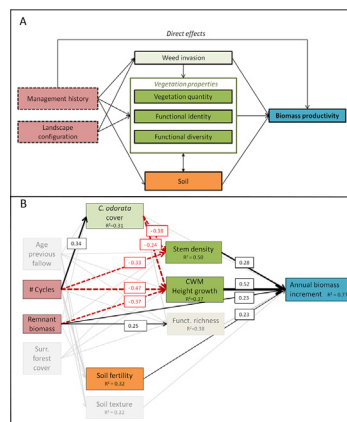 A
Direct effects
Weed invasion
Vegetation properties
Management history
Vegetation quantity
Functional identity
Biomass productivity
Landscape configuration
Functional diversity
Soil
B
C. odorata cover
R²=0.31
-0.38
-0.24
Age previous fallow
0.34
-0.33
Stem density
R² = 0.50
0.28
# Cycles
-0.47
CWM Height growth
R²=0.37
0.52
Annual biomass increment
-0.37
0.23
Remnant biomass
0.25
Funct. richness
R²=0.38
0.23
Surr. forest cover
Soil fertility
R² = 0.32
Soil texture
R² = 0.32